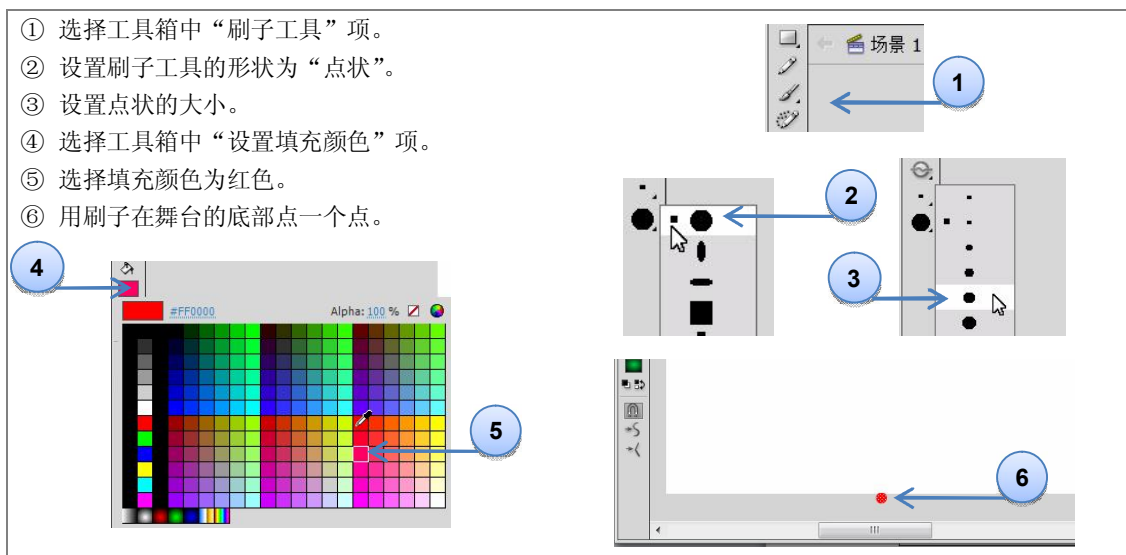 ① 选择工具箱中“刷子工具”项。
② 设置刷子工具的形状为“点状”。
③ 设置点状的大小。
④ 选择工具箱中“设置填充颜色”项。
⑤ 选择填充颜色为红色。
⑥ 用刷子在舞台的底部点一个点。
场景 1
1
2
3
4
#FF0000 Alpha: 100 %
5
6